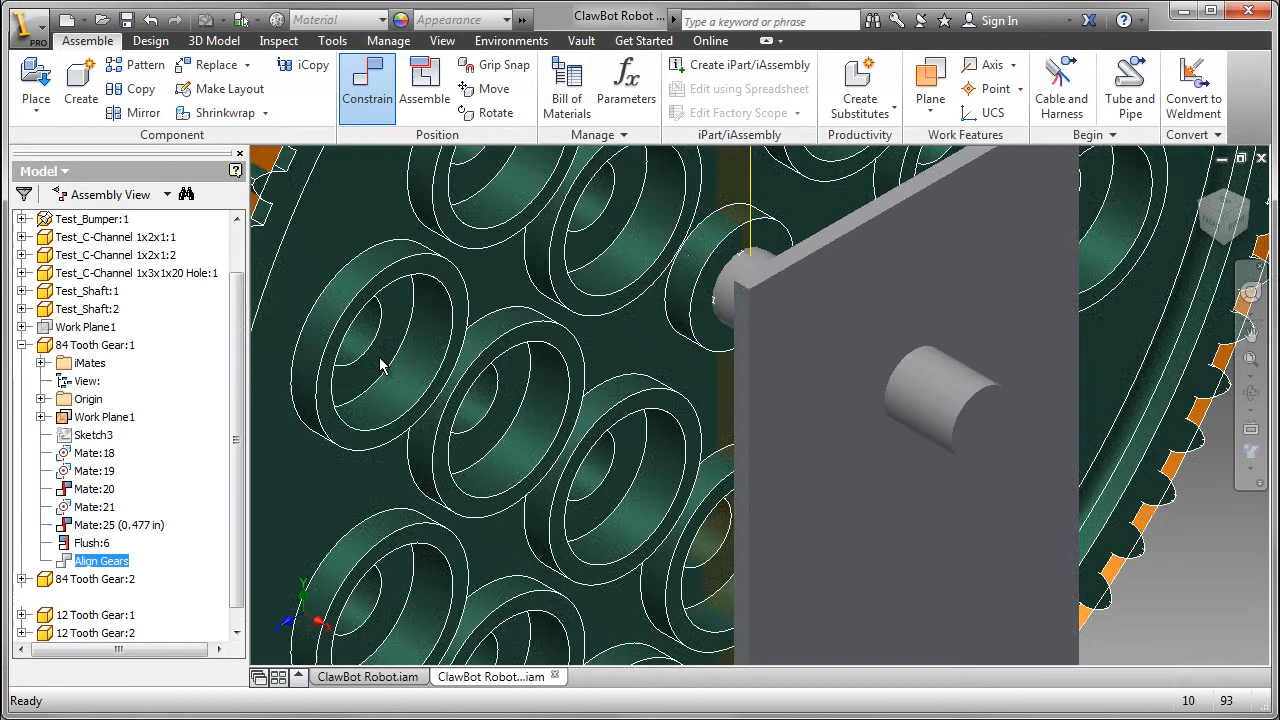 PRO
Material
Appearance
ClawBot Robot ...
Type a keyword or phrase
Sign In
Assemble Design 3D Model Inspect Tools Manage View Environments Vault Get Started Online
Place
Create
Pattern
Copy
Mirror
Replace
Make Layout
Shrinkwrap
iCopy
Component
Constrain
Assemble
Grip Snap
Move
Rotate
Position
Bill of
Materials
Parameters
Manage
Create iPart/iAssembly
Edit using Spreadsheet
Edit Factory Scope
iPart/iAssembly
Create
Substitutes
Productivity
Plane
Axis
Point
UCS
Work Features
Cable and
Harness
Tube and
Pipe
Begin
Convert to
Weldment
Convert
Model
Assembly View
Test_Bumper:1
Test_C-Channel 1x2x1:1
Test_C-Channel 1x2x1:2
Test_C-Channel 1x3x1x20 Hole:1
Test_Shaft:1
Test_Shaft:2
Work Plane1
84 Tooth Gear:1
iMates
View:
Origin
Work Plane1
Sketch3
Mate:18
Mate:19
Mate:20
Mate:21
Mate:25 (0.477 in)
Flush:6
Align Gears
84 Tooth Gear:2
12 Tooth Gear:1
12 Tooth Gear:2
Y
ClawBot Robot.iam
ClawBot Robot...iam
Ready
10
93